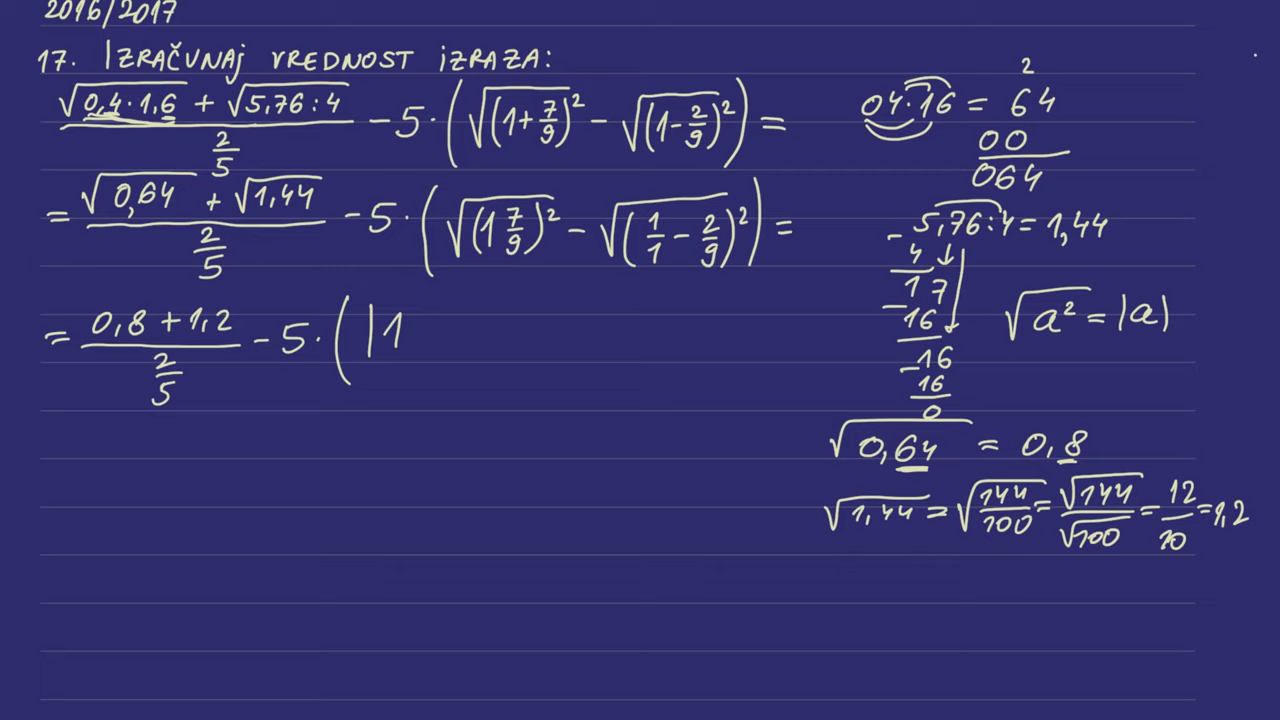 2016/2017
17. IZRAČUNAJ VREDNOST IZRAZA:
(√(0,4·1,6) + √(5,76:4))/(2/5) − 5·(√((1+7/9)²) − √((1−2/9)²)) =
= (√(0,64) + √(1,44))/(2/5) − 5·(√((1 7/9)²) − √((1/1 − 2/9)²)) =
= (0,8 + 1,2)/(2/5) − 5·( |1
2
04·16 = 64
00
064
−5,76:4 = 1,44
4 ↓
17
−16
−16
16
0
√(a²) = |a|
√(0,64) = 0,8
√(1,44) = √(144/100) = √144/√100 = 12/10 = 1,2